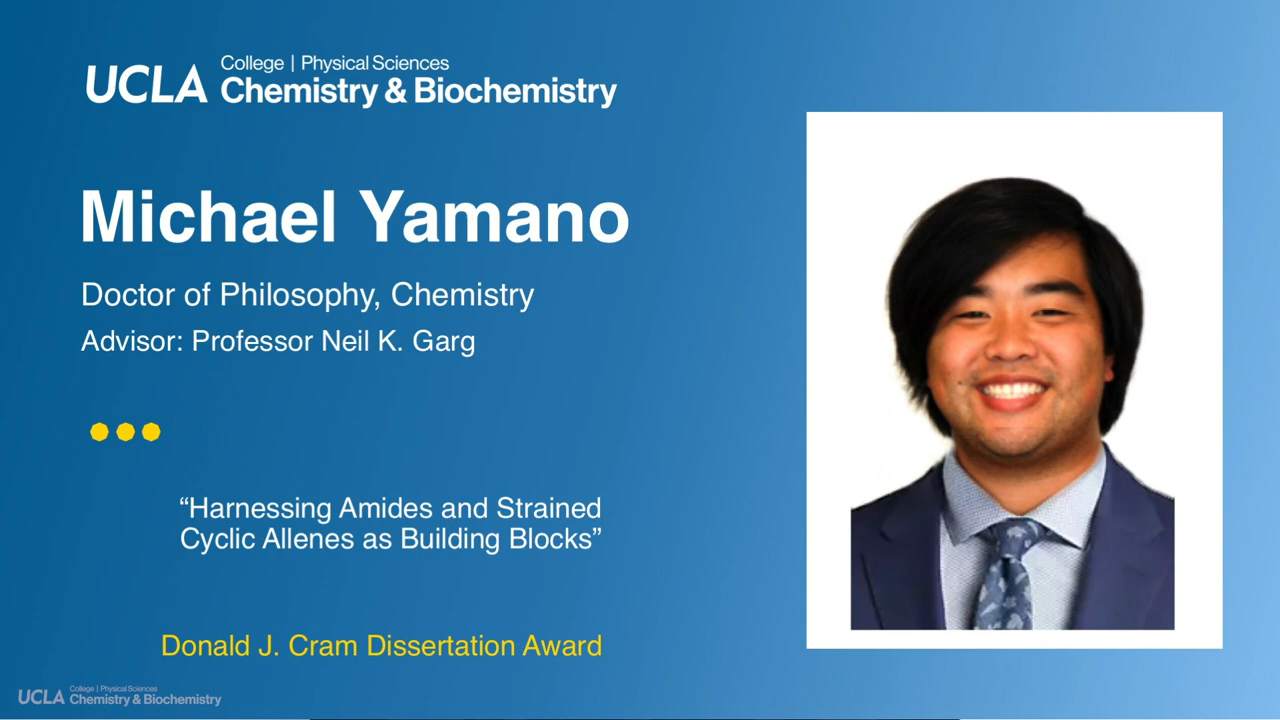 UCLA
College | Physical Sciences
Chemistry & Biochemistry
Michael Yamano
Doctor of Philosophy, Chemistry
Advisor: Professor Neil K. Garg
“Harnessing Amides and Strained
Cyclic Allenes as Building Blocks”
Donald J. Cram Dissertation Award
UCLA
College | Physical Sciences
Chemistry & Biochemistry